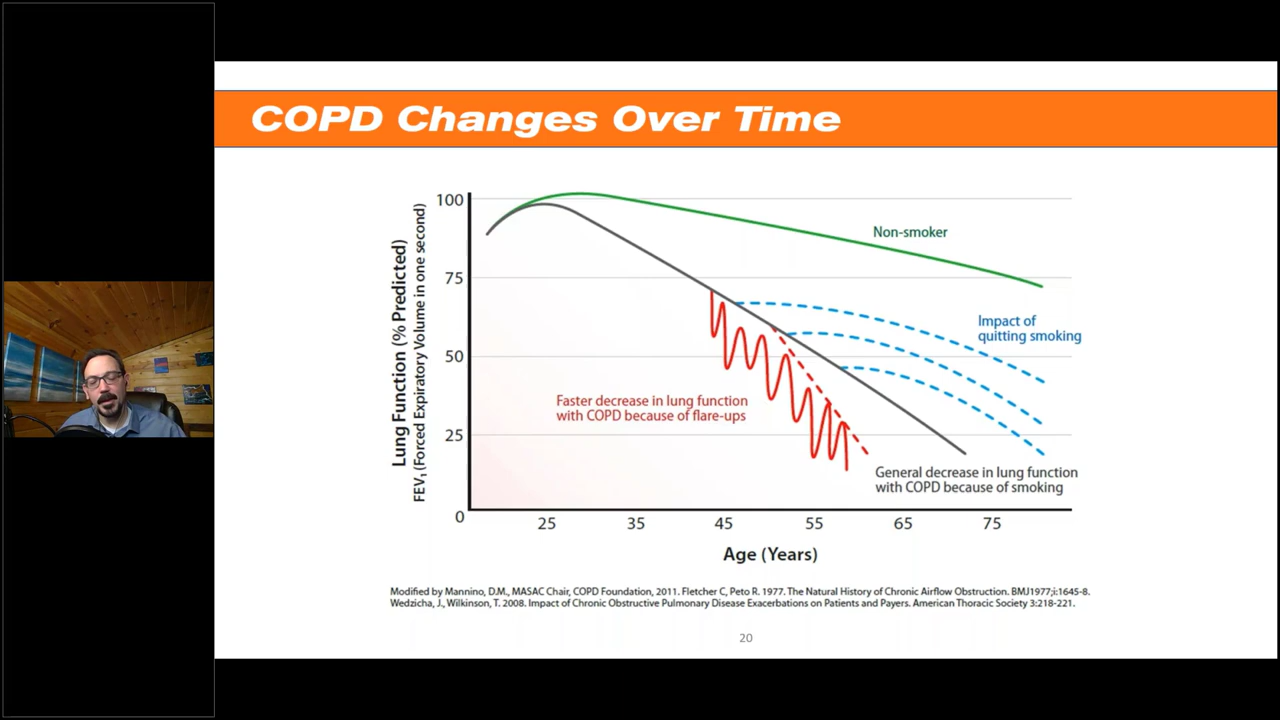 COPD Changes Over Time
100
75
50
25
0
Lung Function (% Predicted)
FEV₁ (Forced Expiratory Volume in one second)
Non-smoker
Impact of
quitting smoking
Faster decrease in lung function
with COPD because of flare-ups
General decrease in lung function
with COPD because of smoking
25 35 45 55 65 75
Age (Years)
Modified by Mannino, D.M., MASAC Chair, COPD Foundation, 2011. Fletcher C, Peto R. 1977. The Natural History of Chronic Airflow Obstruction. BMJ1977;i:1645-8.
Wedzicha, J., Wilkinson, T. 2008. Impact of Chronic Obstructive Pulmonary Disease Exacerbations on Patients and Payers. American Thoracic Society 3:218-221.
20